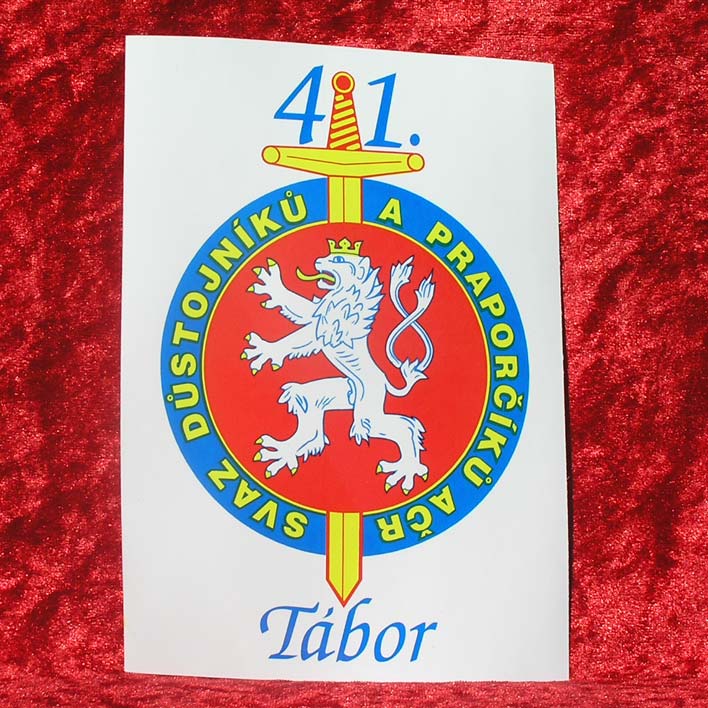 41.
SVAZ DŮSTOJNÍKŮ A PRAPORČÍKŮ AČR
Tábor